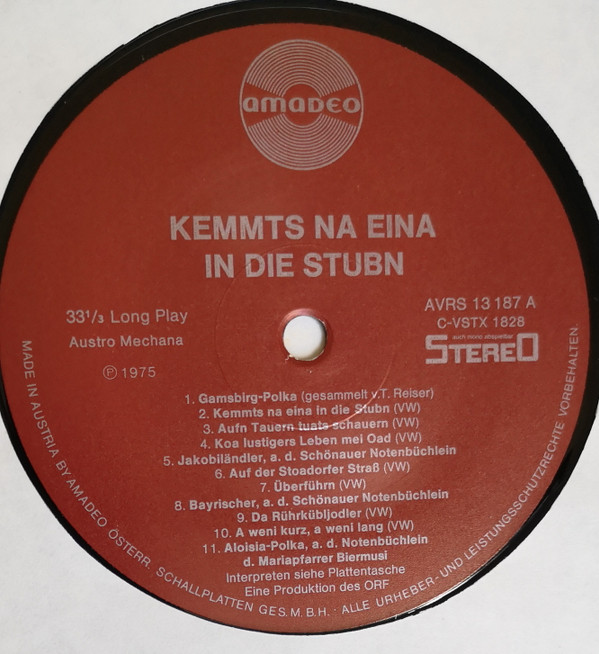 amaDEO
KEMMTS NA EINA
IN DIE STUBN
33 1/3 Long Play
Austro Mechana
Ⓟ 1975
AVRS 13 187 A
C-VSTX 1828
auch mono abspielbar
STEREO
1. Gamsbirg-Polka (gesammelt v.T. Reiser)
2. Kemmts na eina in die Stubn (VW)
3. Aufn Tauern tuats schauern (VW)
4. Koa lustigers Leben mei Oad (VW)
5. Jakobiländler, a. d. Schönauer Notenbüchlein
6. Auf der Stoadorfer Straß (VW)
7. Überführn (VW)
8. Bayrischer, a. d. Schönauer Notenbüchlein
9. Da Rührkübljodler (VW)
10. A weni kurz, a weni lang (VW)
11. Aloisia-Polka, a. d. Notenbüchlein
d. Mariapfarrer Biermusi
Interpreten siehe Plattentasche
Eine Produktion des ORF
MADE IN AUSTRIA BY AMADEO ÖSTERR. SCHALLPLATTEN GES.M.B.H. · ALLE URHEBER- UND LEISTUNGSSCHUTZRECHTE VORBEHALTEN.